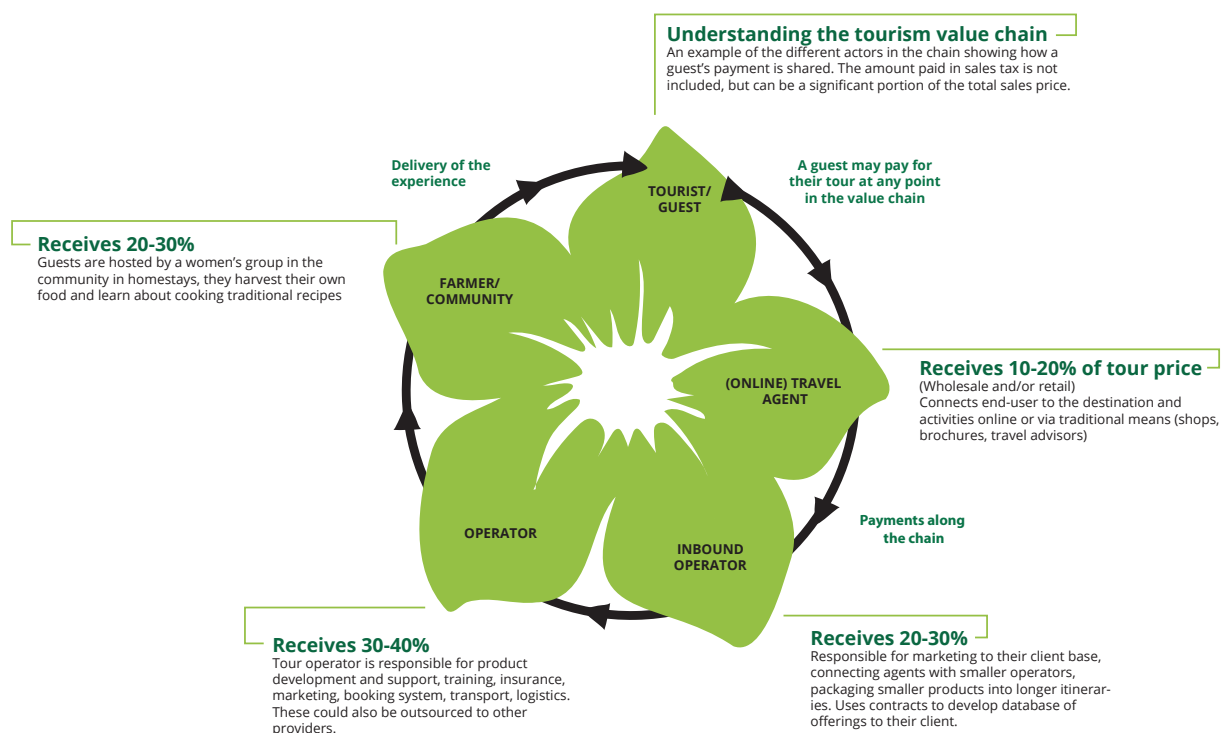 Understanding the tourism value chain
An example of the different actors in the chain showing how a
guest's payment is shared. The amount paid in sales tax is not
included, but can be a significant portion of the total sales price.
Delivery of the
experience
A guest may pay for
their tour at any point
in the value chain
TOURIST/
GUEST
Receives 20-30%
Guests are hosted by a women's group in the
community in homestays, they harvest their own
food and learn about cooking traditional recipes
FARMER/
COMMUNITY
(ONLINE) TRAVEL
AGENT
Receives 10-20% of tour price
(Wholesale and/or retail)
Connects end-user to the destination and
activities online or via traditional means (shops,
brochures, travel advisors)
Payments along
the chain
OPERATOR
INBOUND
OPERATOR
Receives 30-40%
Tour operator is responsible for product
development and support, training, insurance,
marketing, booking system, transport, logistics.
These could also be outsourced to other
providers.
Receives 20-30%
Responsible for marketing to their client base,
connecting agents with smaller operators,
packaging smaller products into longer itinerar-
ies. Uses contracts to develop database of
offerings to their client.